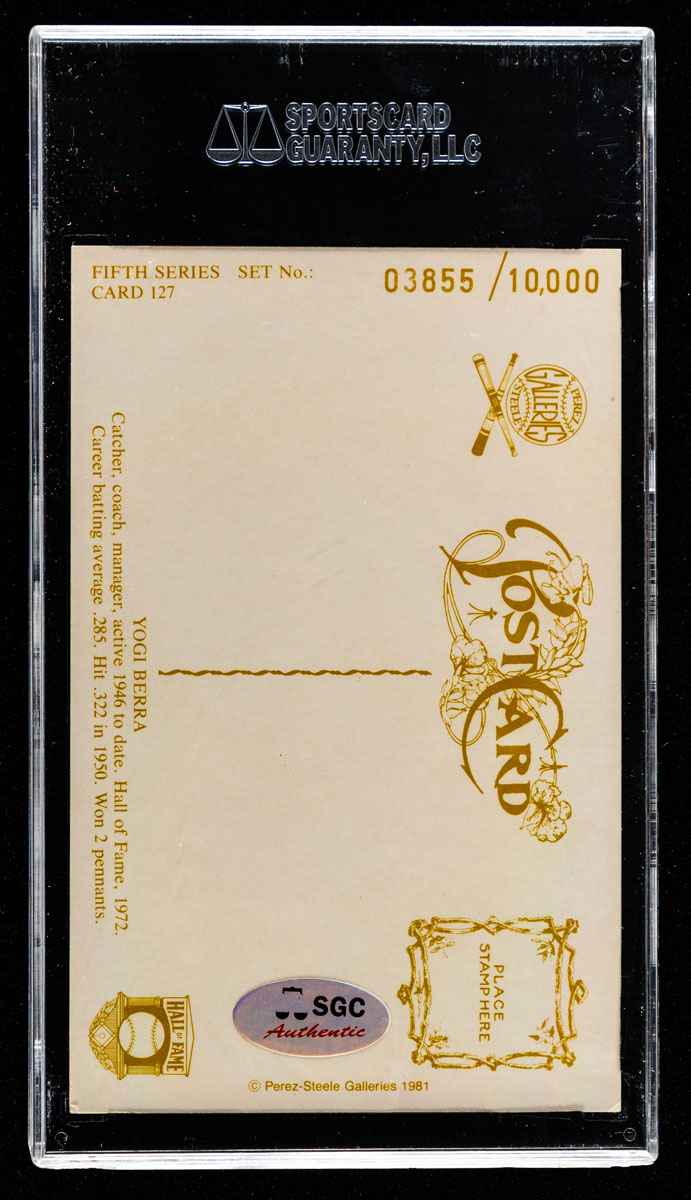 SPORTSCARD
GUARANTY, LLC
FIFTH SERIES SET No.: 03855 /10,000
CARD 127
PEREZ
GALLERIES
STEELE
POSTCARD
YOGI BERRA
Catcher, coach, manager, active 1946 to date. Hall of Fame, 1972.
Career batting average .285. Hit .322 in 1950. Won 2 pennants.
PLACE
STAMP HERE
HALL OF FAME
SGC
Authentic
© Perez-Steele Galleries 1981